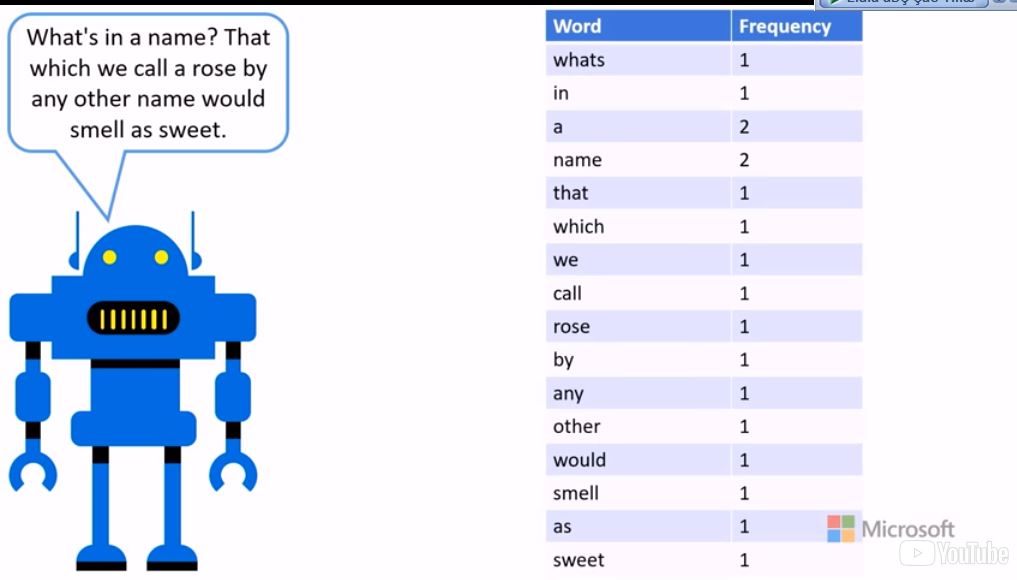 What's in a name? That
which we call a rose by
any other name would
smell as sweet.
Word Frequency
whats 1
in 1
a 2
name 2
that 1
which 1
we 1
call 1
rose 1
by 1
any 1
other 1
would 1
smell 1
as 1
sweet 1
Microsoft
YouTube